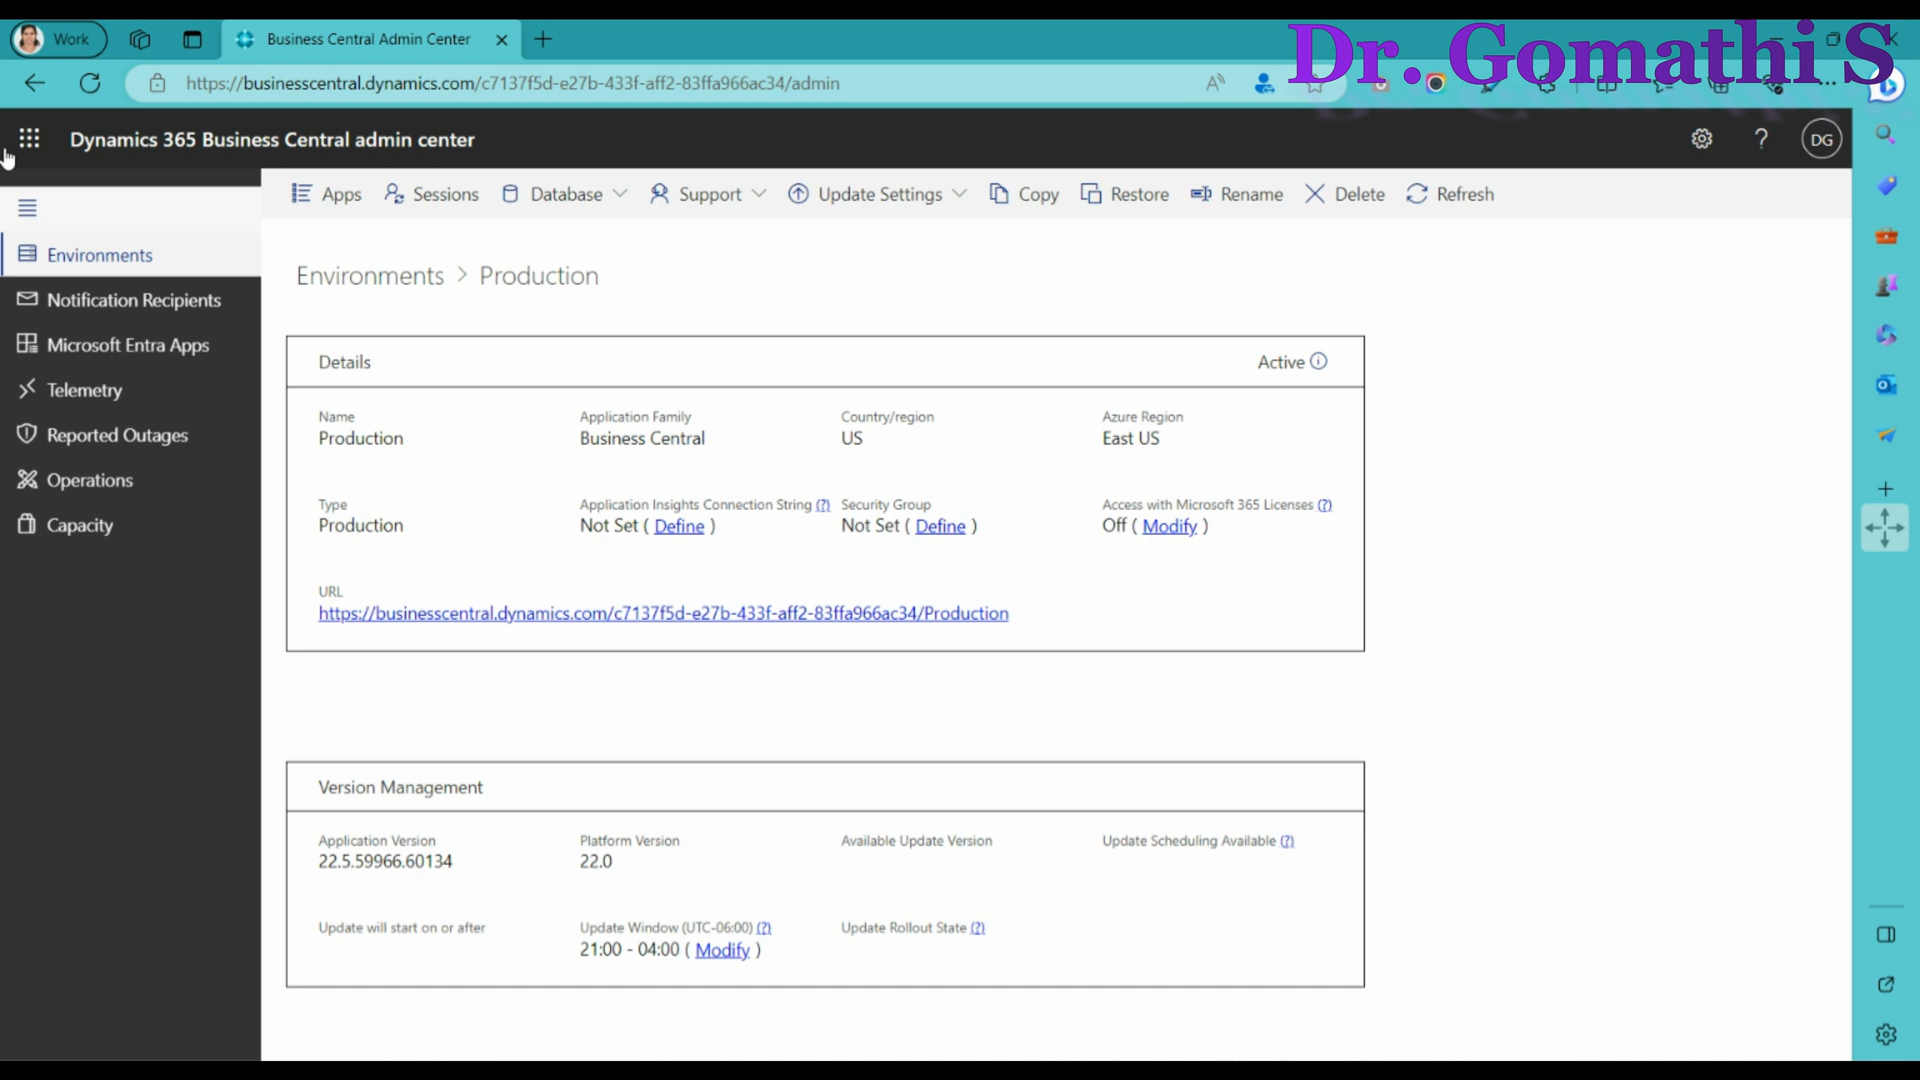 Work
Business Central Admin Center
Dr. Gomathi S
https://businesscentral.dynamics.com/c7137f5d-e27b-433f-aff2-83ffa966ac34/admin
Dynamics 365 Business Central admin center
DG
Apps Sessions Database Support Update Settings Copy Restore Rename Delete Refresh
Environments
Notification Recipients
Microsoft Entra Apps
Telemetry
Reported Outages
Operations
Capacity
Environments > Production
Details Active
Name Application Family Country/region Azure Region
Production Business Central US East US
Type Application Insights Connection String (?) Security Group Access with Microsoft 365 Licenses (?)
Production Not Set ( Define ) Not Set ( Define ) Off ( Modify )
URL
https://businesscentral.dynamics.com/c7137f5d-e27b-433f-aff2-83ffa966ac34/Production
Version Management
Application Version Platform Version Available Update Version Update Scheduling Available (?)
22.5.59966.60134 22.0
Update will start on or after Update Window (UTC-06:00) (?) Update Rollout State (?)
21:00 - 04:00 ( Modify )